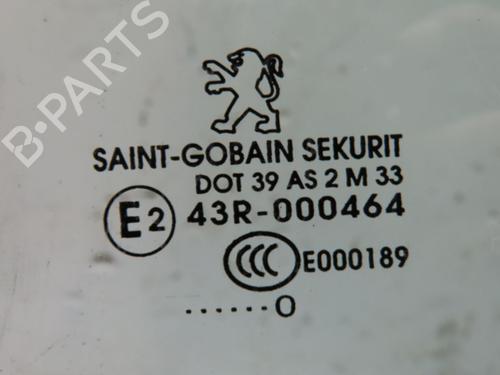 B-PARTS
SAINT-GOBAIN SEKURIT
DOT 39 AS 2 M 33
E2 43R-000464
CCC E000189
......O